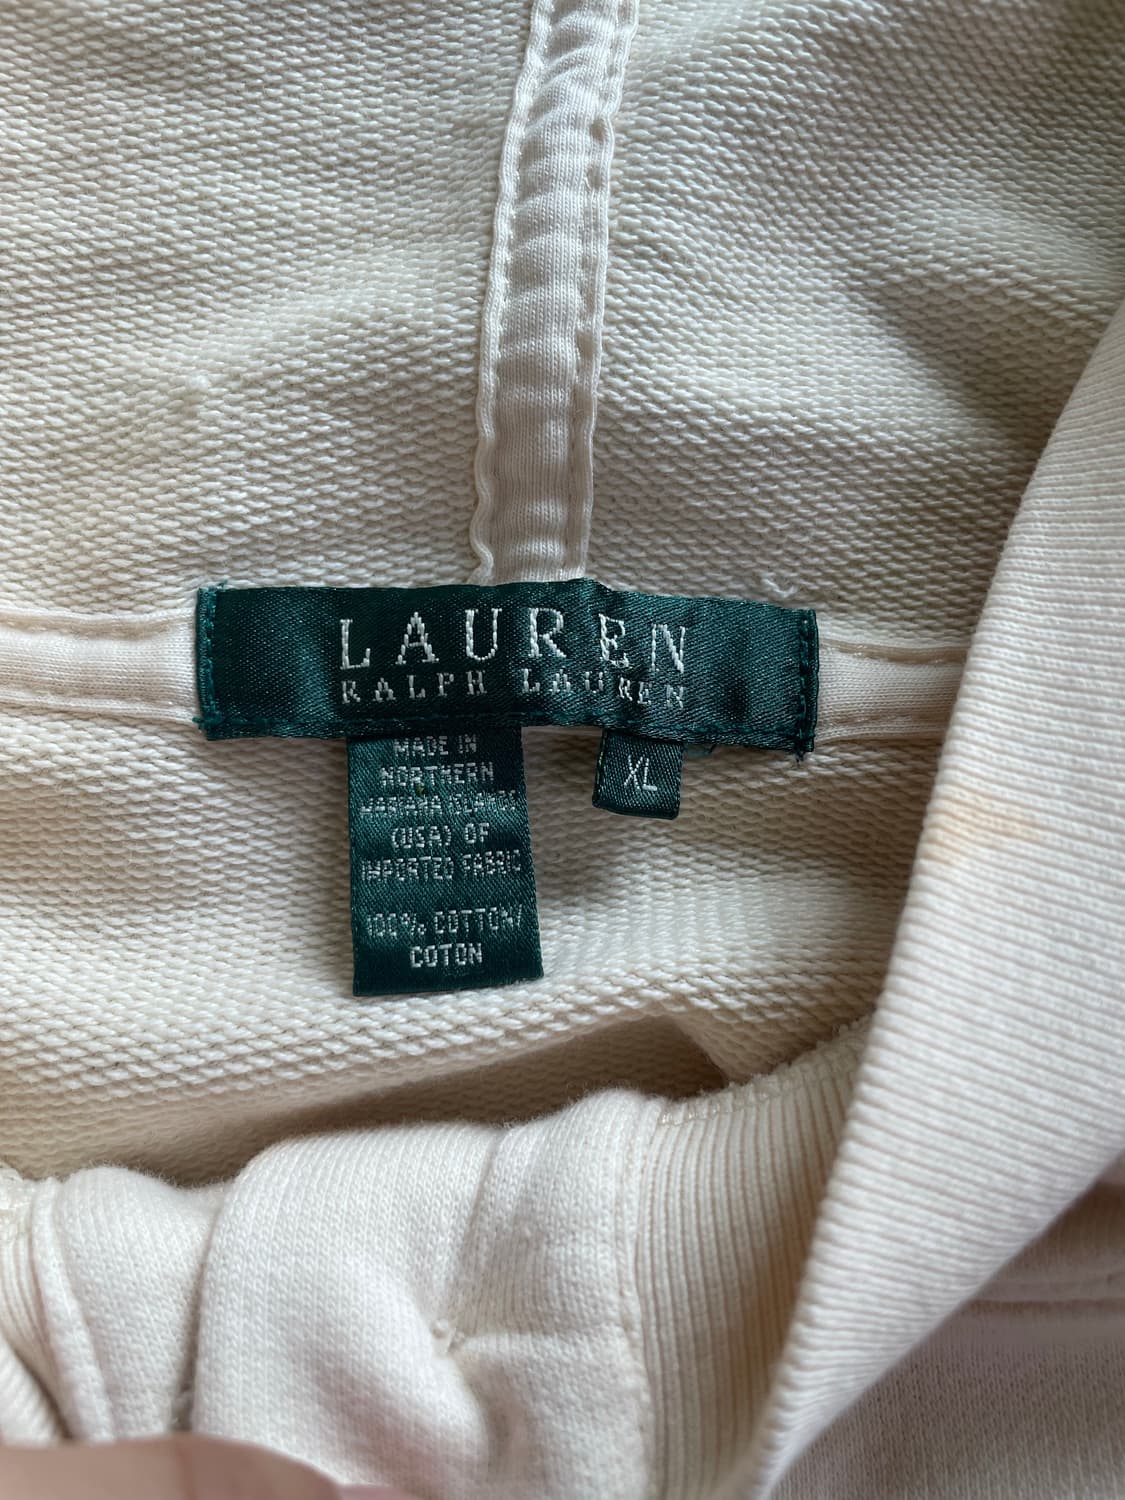 LAUREN
RALPH LAUREN
XL
MADE IN
NORTHERN
MARIANA ISLANDS
(USA) OF
IMPORTED FABRIC
100% COTTON/
COTON